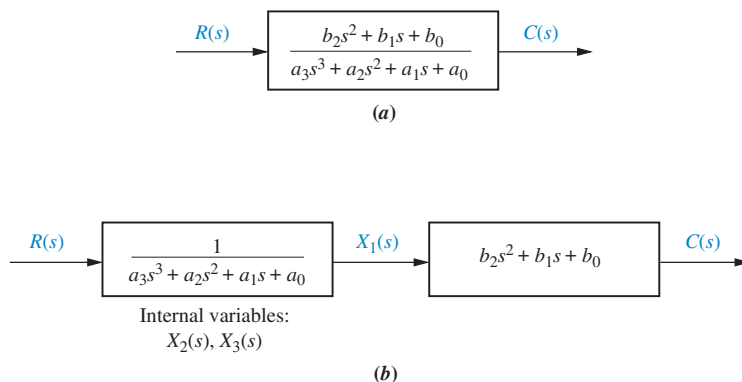 R(s)
b₂s² + b₁s + b₀
a₃s³ + a₂s² + a₁s + a₀
C(s)
(a)
R(s)
1
a₃s³ + a₂s² + a₁s + a₀
X₁(s)
b₂s² + b₁s + b₀
C(s)
Internal variables:
X₂(s), X₃(s)
(b)